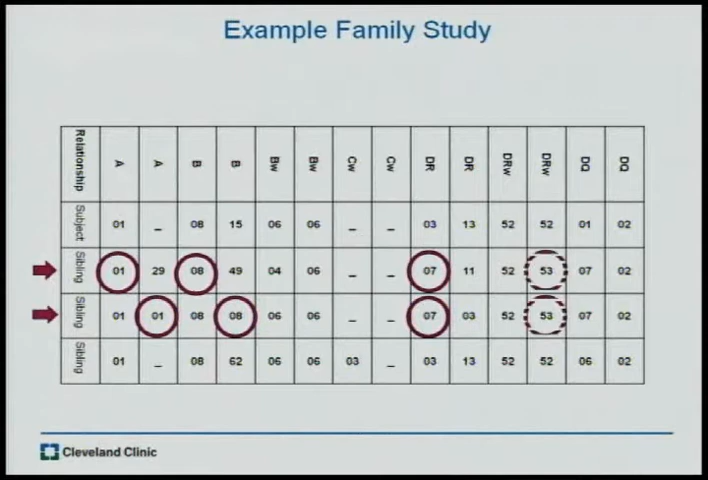 Example Family Study
Relationship A A B B Bw Bw Cw Cw DR DR DRw DRw DQ DQ
Subject 01 _ 08 15 06 06 _ _ 03 13 52 52 01 02
Sibling 01 29 08 49 04 06 _ _ 07 11 52 53 07 02
Sibling 01 01 08 08 06 06 _ _ 07 03 52 53 07 02
Sibling 01 _ 08 62 06 06 03 _ 03 13 52 52 06 02
Cleveland Clinic